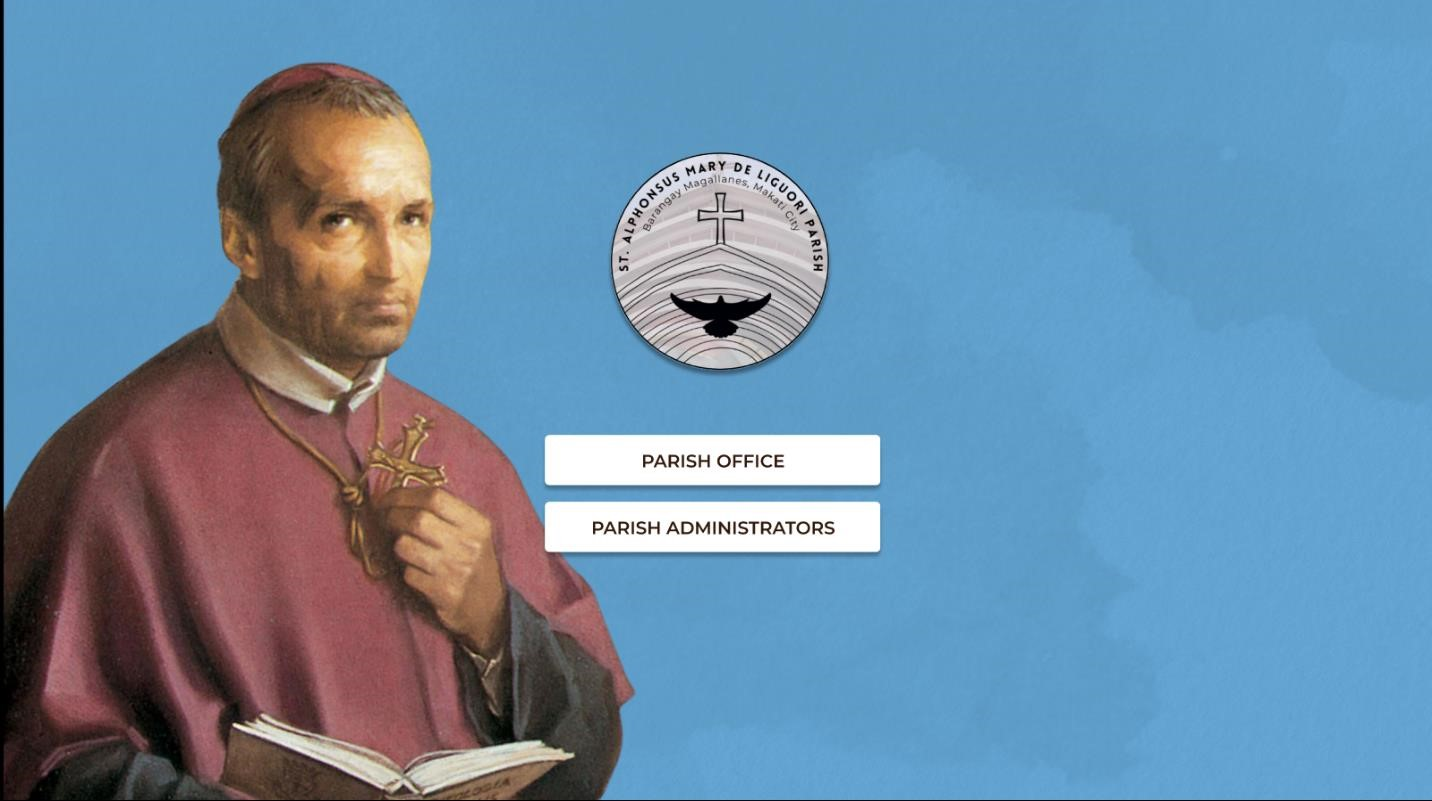 ST. ALPHONSUS MARY DE LIGUORI PARISH
Barangay Magallanes, Makati City
PARISH OFFICE
PARISH ADMINISTRATORS